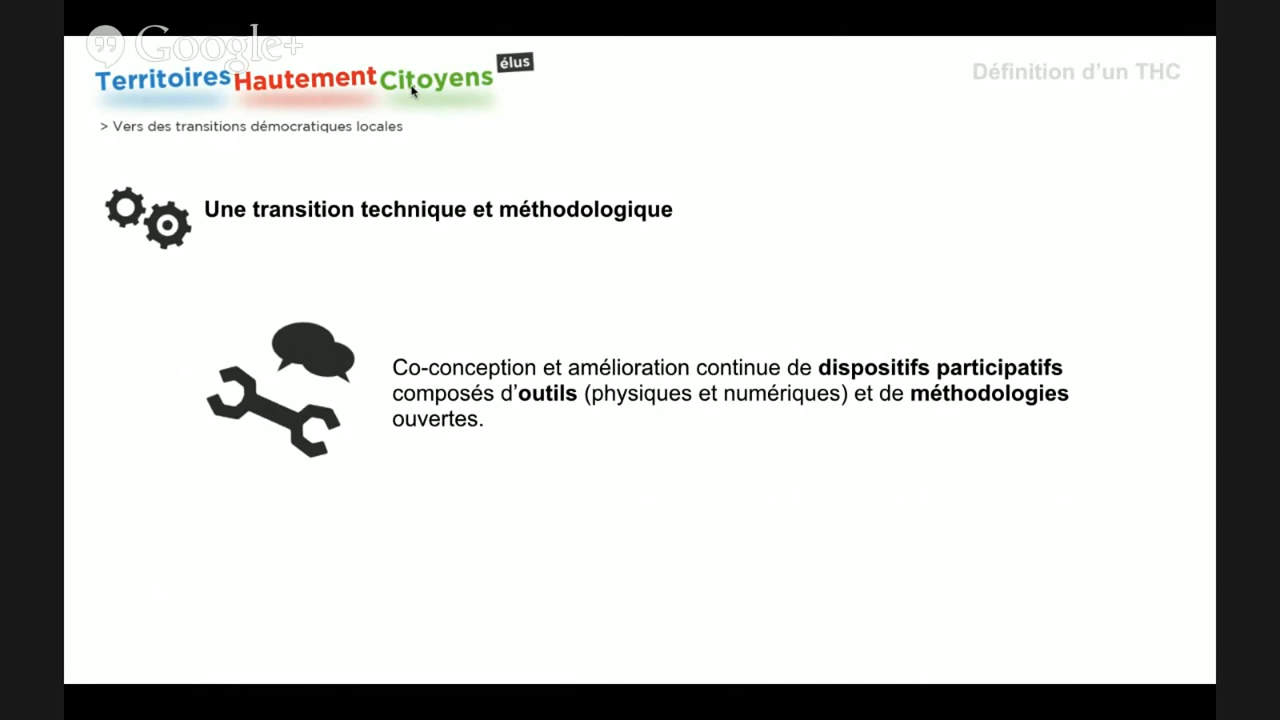 Google+
élus
Territoires Hautement Citoyens
Définition d'un THC
> Vers des transitions démocratiques locales
Une transition technique et méthodologique
Co-conception et amélioration continue de dispositifs participatifs
composés d'outils (physiques et numériques) et de méthodologies
ouvertes.